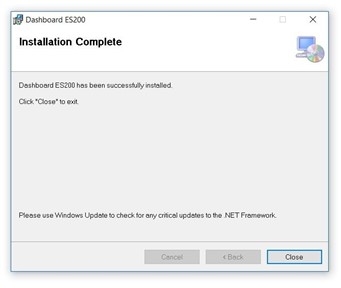 Dashboard ES200
Installation Complete
Dashboard ES200 has been successfully installed.
Click "Close" to exit.
Please use Windows Update to check for any critical updates to the .NET Framework.
Cancel
< Back
Close